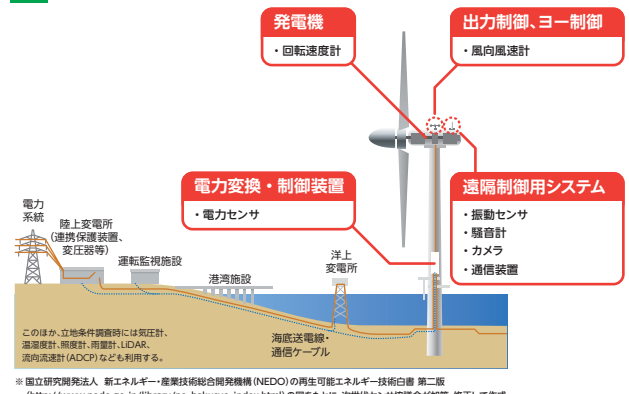 発電機
・回転速度計
出力制御、ヨー制御
・風向風速計
電力変換・制御装置
・電力センサ
遠隔制御用システム
・振動センサ
・騒音計
・カメラ
・通信装置
電力
系統
陸上変電所
(連携保護装置、
変圧器等)
運転監視施設
港湾施設
洋上
変電所
海底送電線・
通信ケーブル
このほか、立地条件調査時には気圧計、
温湿度計、照度計、雨量計、LiDAR、
流向流速計(ADCP)なども利用する。
※ 国立研究開発法人 新エネルギー・産業技術総合開発機構(NEDO)の再生可能エネルギー技術白書 第二版